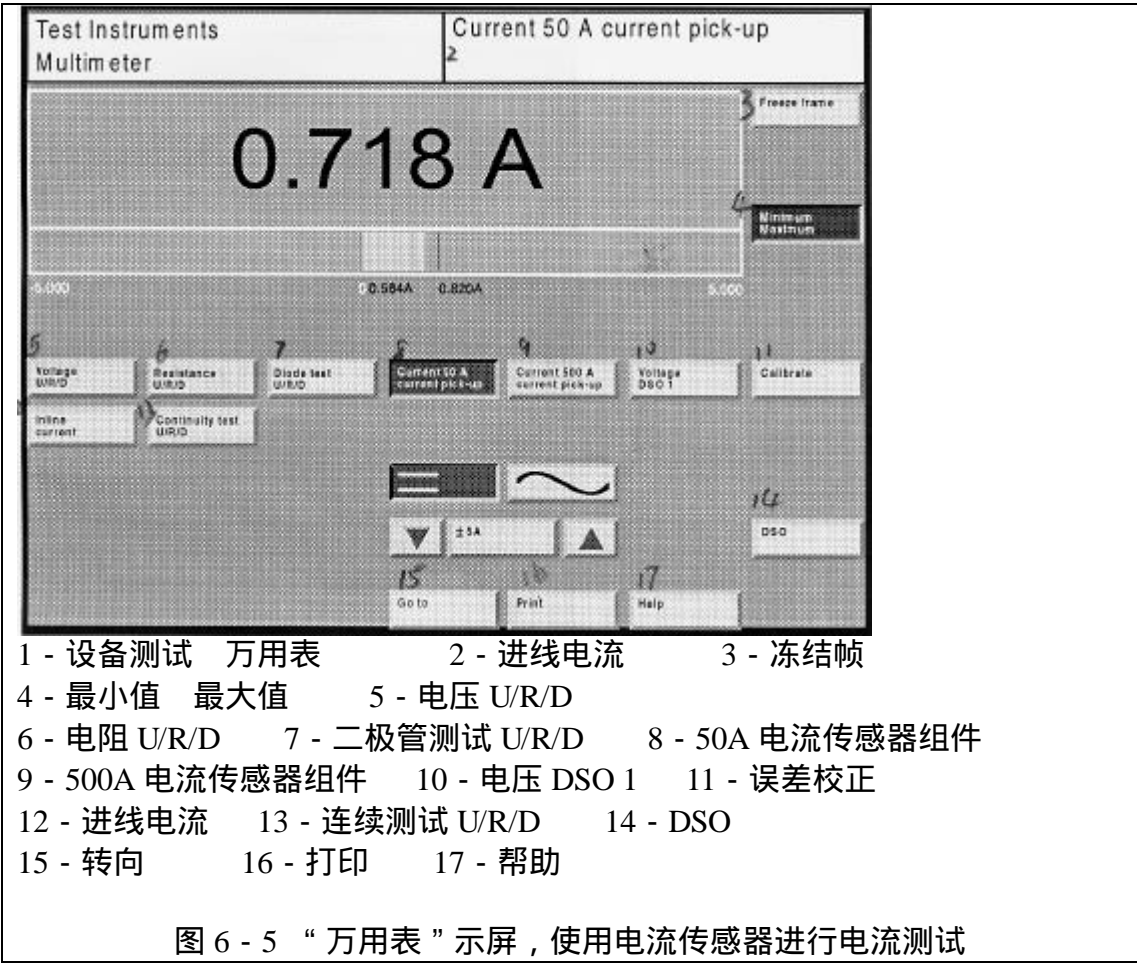 Test Instruments
Multimeter
Current 50 A current pick-up
2
3 Freeze frame
0.718 A
4
Minimum
Maximum
-5.000 0 0.584A 0.820A 5.000
5 6 7 8 9 10 11
Voltage U/R/D
Resistance U/R/D
Diode test U/R/D
Current 50 A current pick-up
Current 500 A current pick-up
Voltage DSO 1
Calibrate
Inline current
13 Continuity test U/R/D
14
±5A
DSO
15 16 17
Go to Print Help
1 - 设备测试 万用表 2 - 进线电流 3 - 冻结帧
4 - 最小值 最大值 5 - 电压 U/R/D
6 - 电阻 U/R/D 7 - 二极管测试 U/R/D 8 - 50A 电流传感器组件
9 - 500A 电流传感器组件 10 - 电压 DSO 1 11 - 误差校正
12 - 进线电流 13 - 连续测试 U/R/D 14 - DSO
15 - 转向 16 - 打印 17 - 帮助
图 6 - 5 “万用表”示屏，使用电流传感器进行电流测试